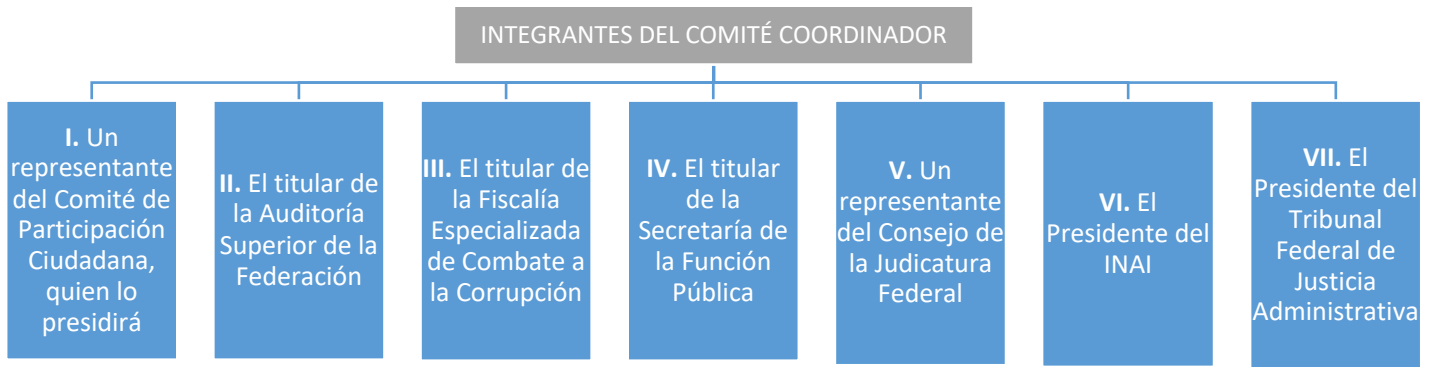 INTEGRANTES DEL COMITÉ COORDINADOR
I. Un
representante
del Comité de
Participación
Ciudadana,
quien lo
presidirá
II. El titular de
la Auditoría
Superior de la
Federación
III. El titular de
la Fiscalía
Especializada
de Combate a
la Corrupción
IV. El titular
de la
Secretaría de
la Función
Pública
V. Un
representante
del Consejo de
la Judicatura
Federal
VI. El
Presidente del
INAI
VII. El
Presidente del
Tribunal
Federal de
Justicia
Administrativa